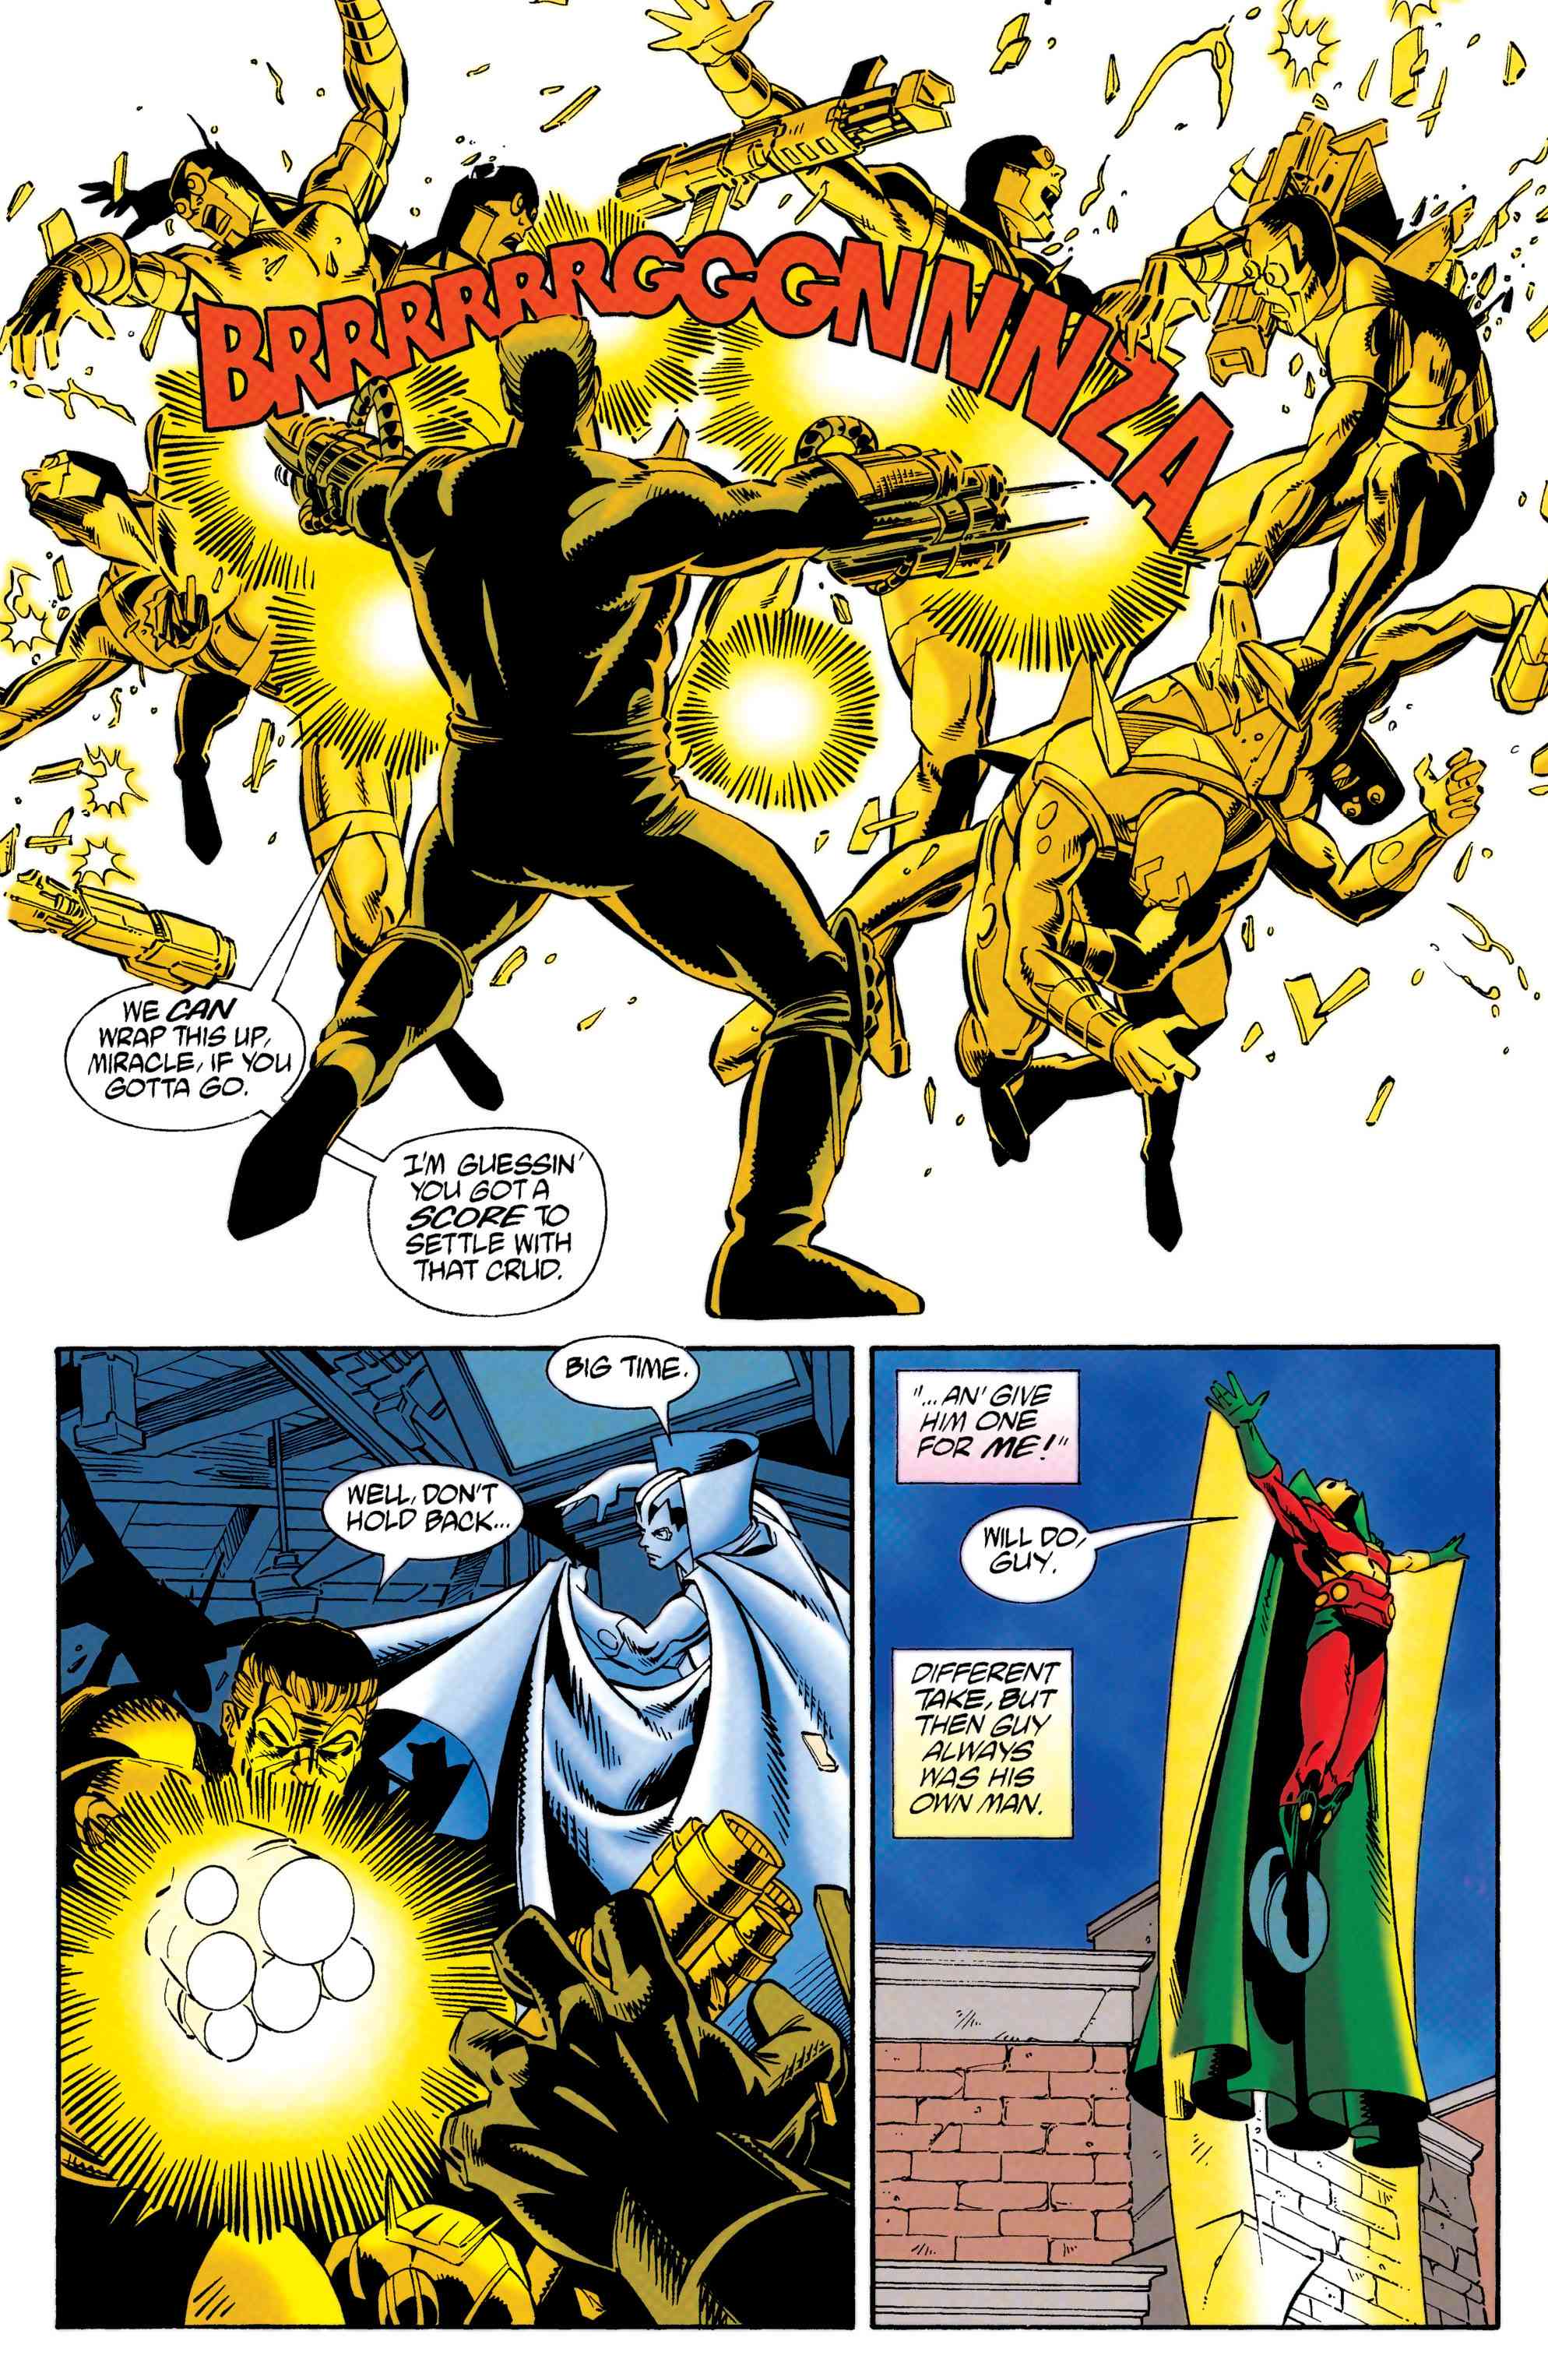 BRRRRRRGGGNNNNZA
WE CAN
WRAP THIS UP,
MIRACLE, IF YOU
GOTTA GO.
I'M GUESSIN'
YOU GOT A
SCORE TO
SETTLE WITH
THAT CRUD.
BIG TIME.
WELL, DON'T
HOLD BACK...
"...AN' GIVE
HIM ONE
FOR ME!"
WILL DO,
GUY.
DIFFERENT
TAKE, BUT
THEN GUY
ALWAYS
WAS HIS
OWN MAN.